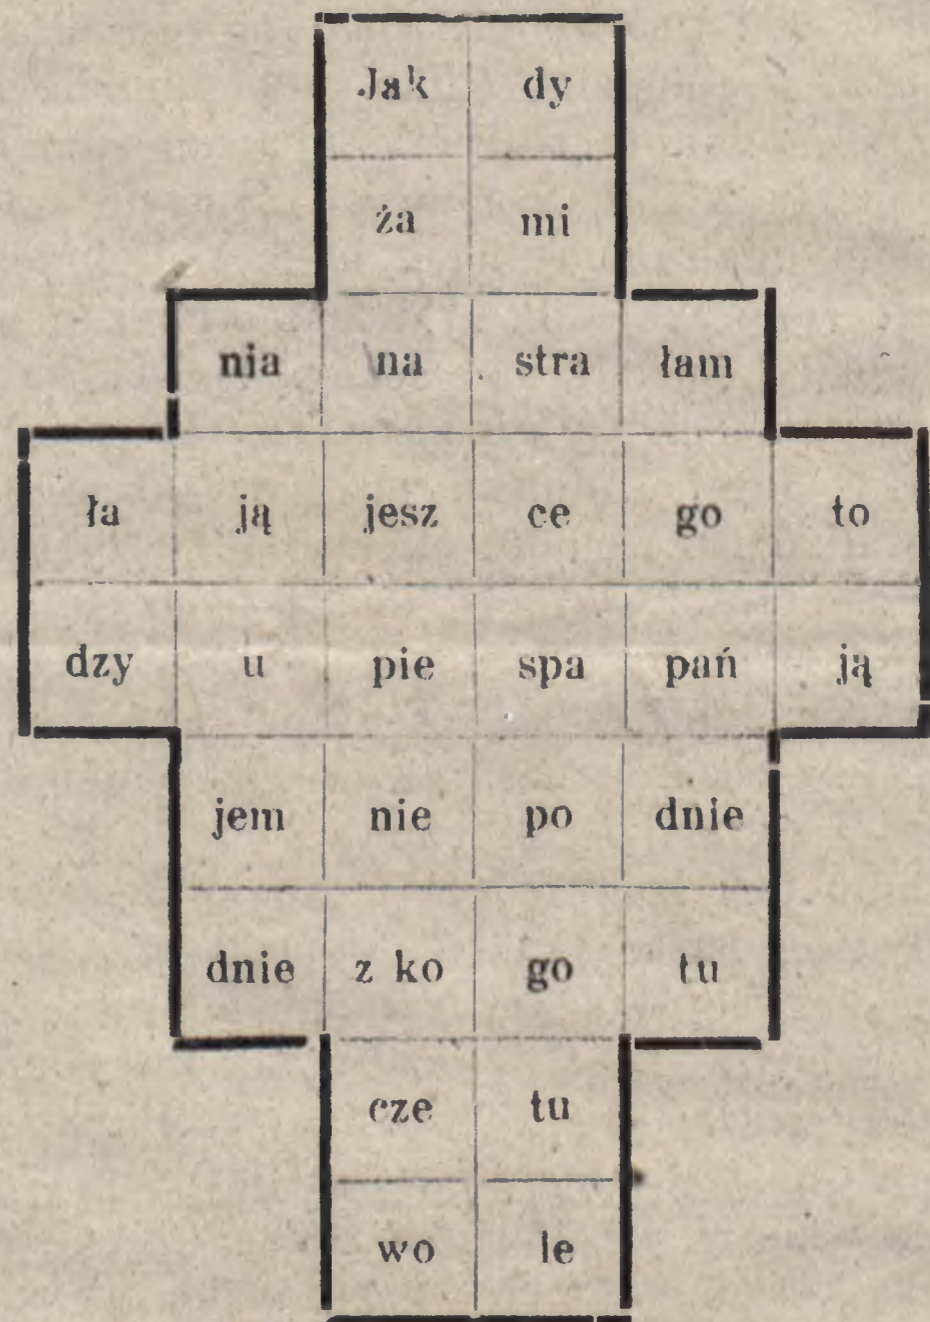 Jak dy
ża mi
nia na stra łam
ła ją jesz ce go to
dzy u pie spa pań ją
jem nie po dnie
dnie z ko go tu
cze tu
wo le